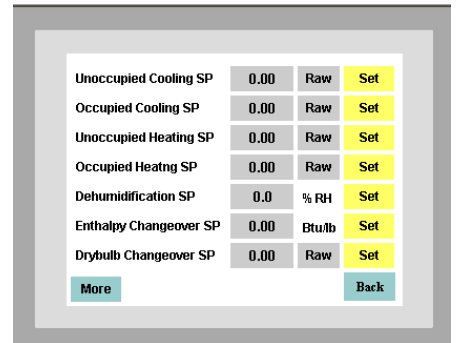 Unoccupied Cooling SP 0.00 Raw Set
Occupied Cooling SP 0.00 Raw Set
Unoccupied Heating SP 0.00 Raw Set
Occupied Heatng SP 0.00 Raw Set
Dehumidification SP 0.0 % RH Set
Enthalpy Changeover SP 0.00 Btu/lb Set
Drybulb Changeover SP 0.00 Raw Set
More Back